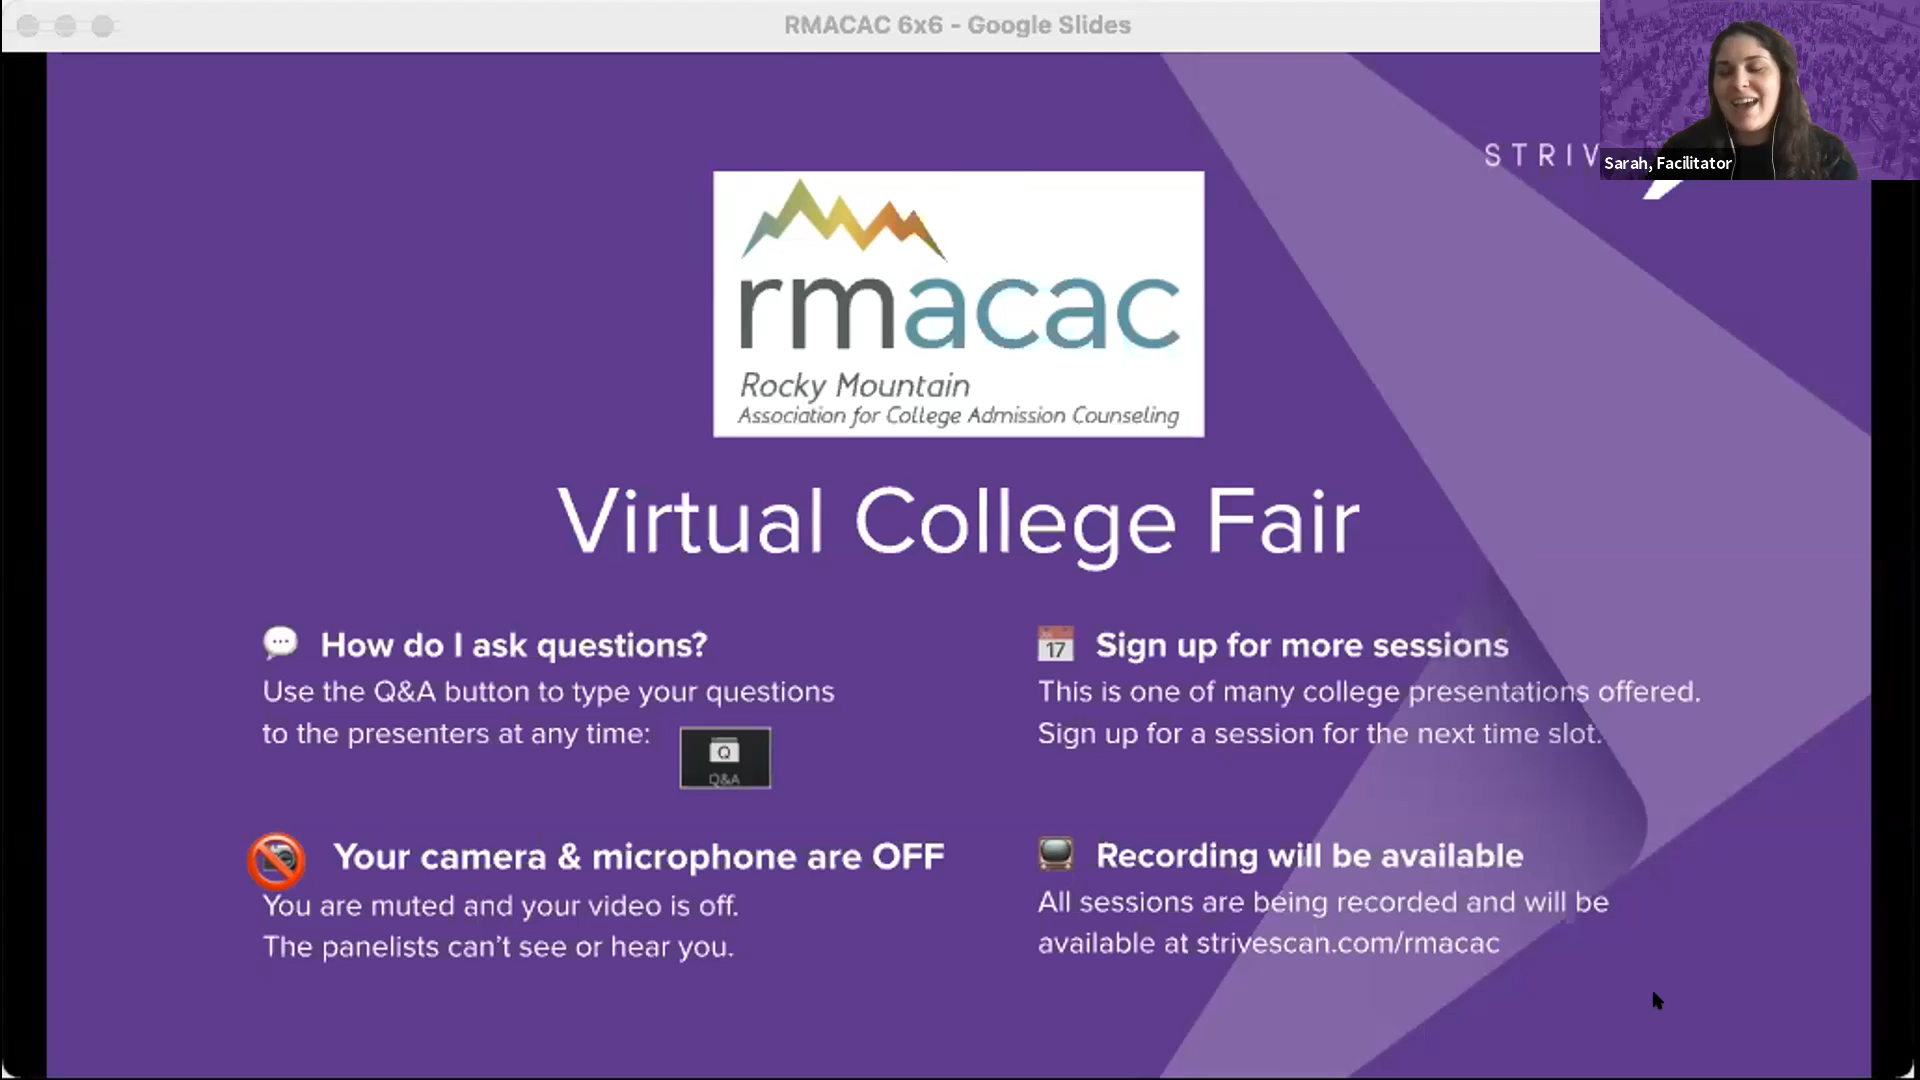 RMACAC 6x6 - Google Slides
Sarah, Facilitator
rmacac
Rocky Mountain
Association for College Admission Counseling
Virtual College Fair
How do I ask questions?
Use the Q&A button to type your questions
to the presenters at any time:
Q
Q&A
Sign up for more sessions
17
This is one of many college presentations offered.
Sign up for a session for the next time slot.
Your camera & microphone are OFF
You are muted and your video is off.
The panelists can't see or hear you.
Recording will be available
All sessions are being recorded and will be
available at strivescan.com/rmacac